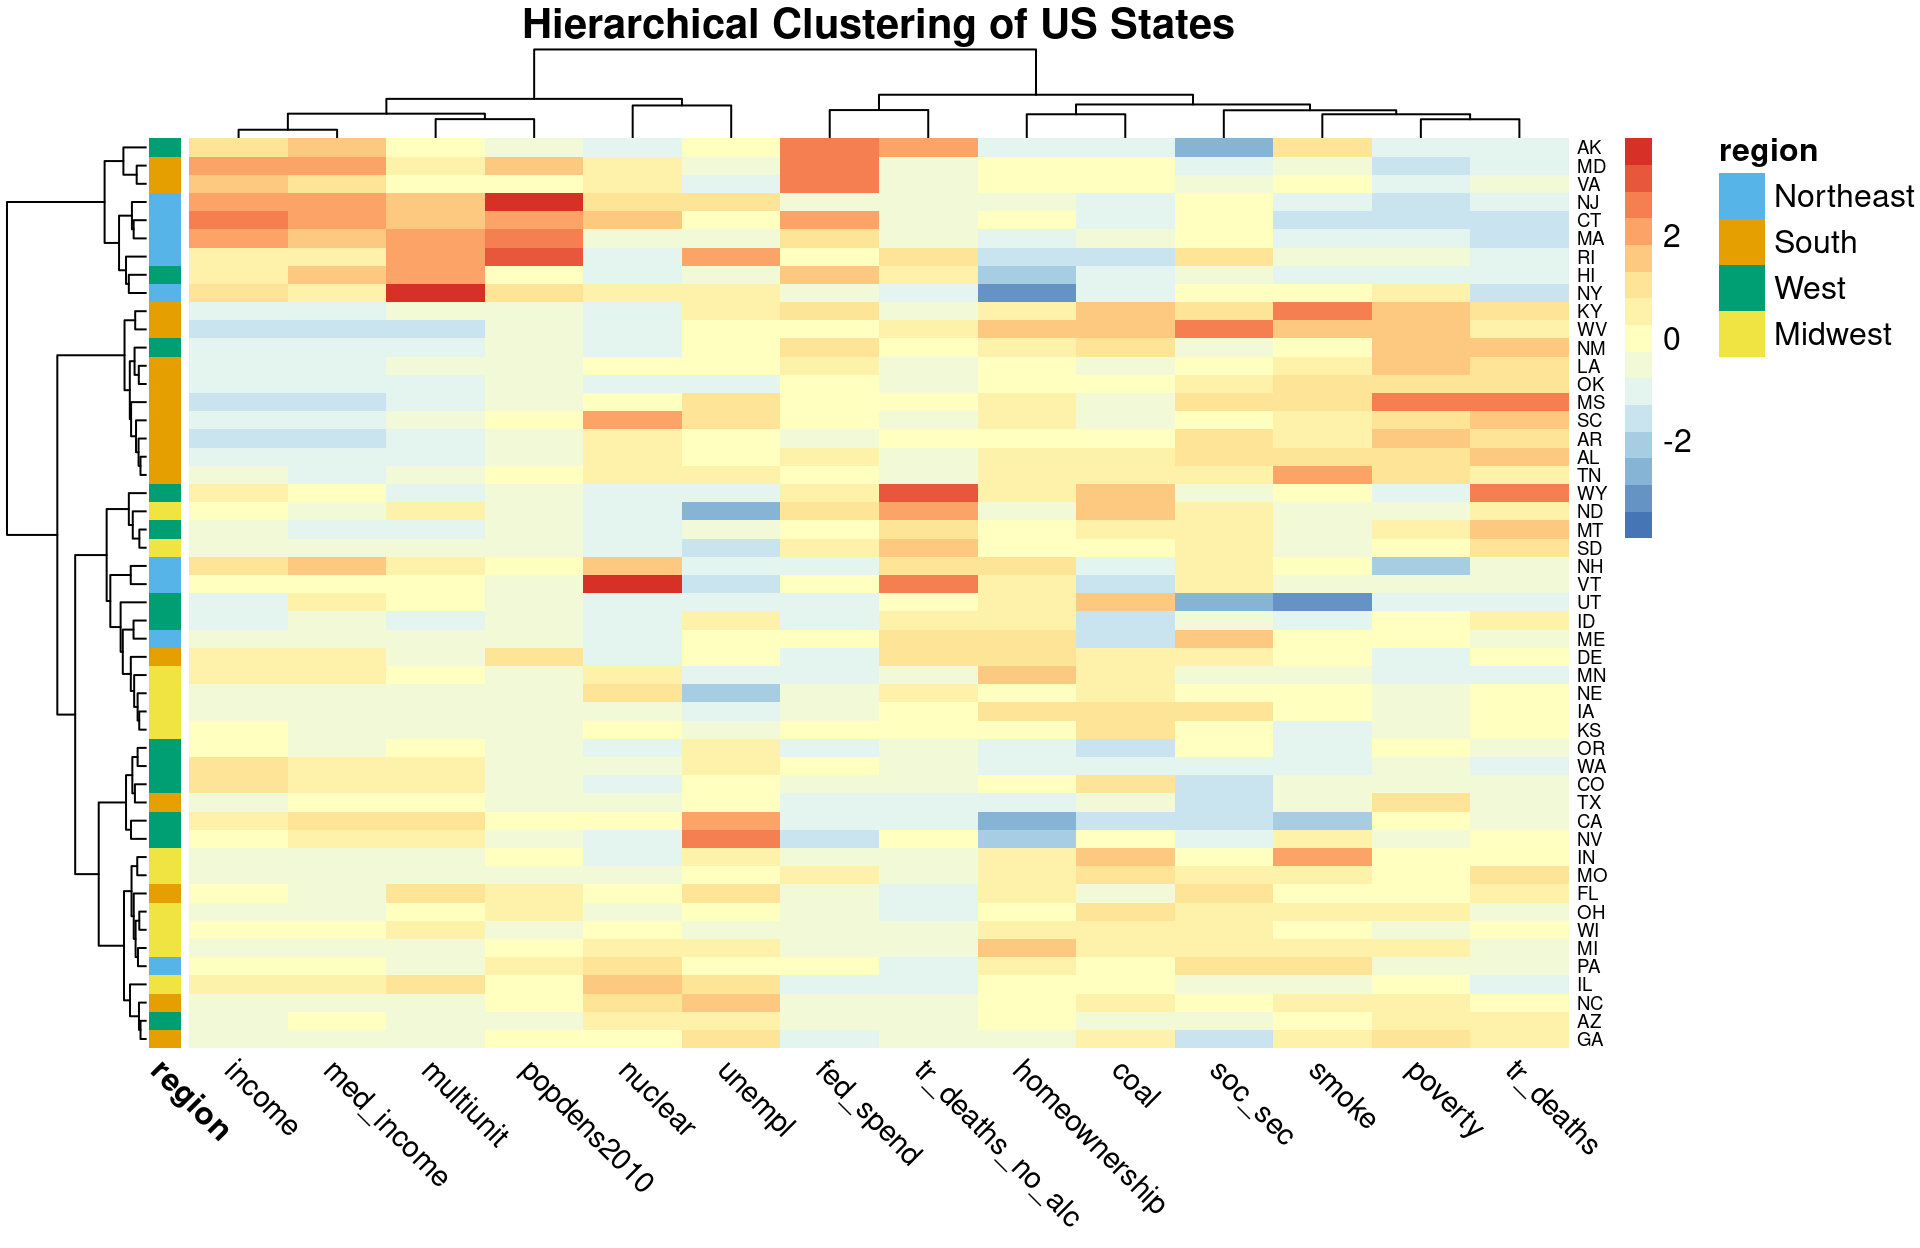 Hierarchical Clustering of US States
AK
MD
VA
NJ
CT
MA
RI
HI
NY
KY
WV
NM
LA
OK
MS
SC
AR
AL
TN
WY
ND
MT
SD
NH
VT
UT
ID
ME
DE
MN
NE
IA
KS
OR
WA
CO
TX
CA
NV
IN
MO
FL
OH
WI
MI
PA
IL
NC
AZ
GA
2
0
-2
region
Northeast
South
West
Midwest
region
income
med_income
multiunit
popdens2010
nuclear
unempl
fed_spend
tr_deaths_no_alc
homeownership
coal
soc_sec
smoke
poverty
tr_deaths